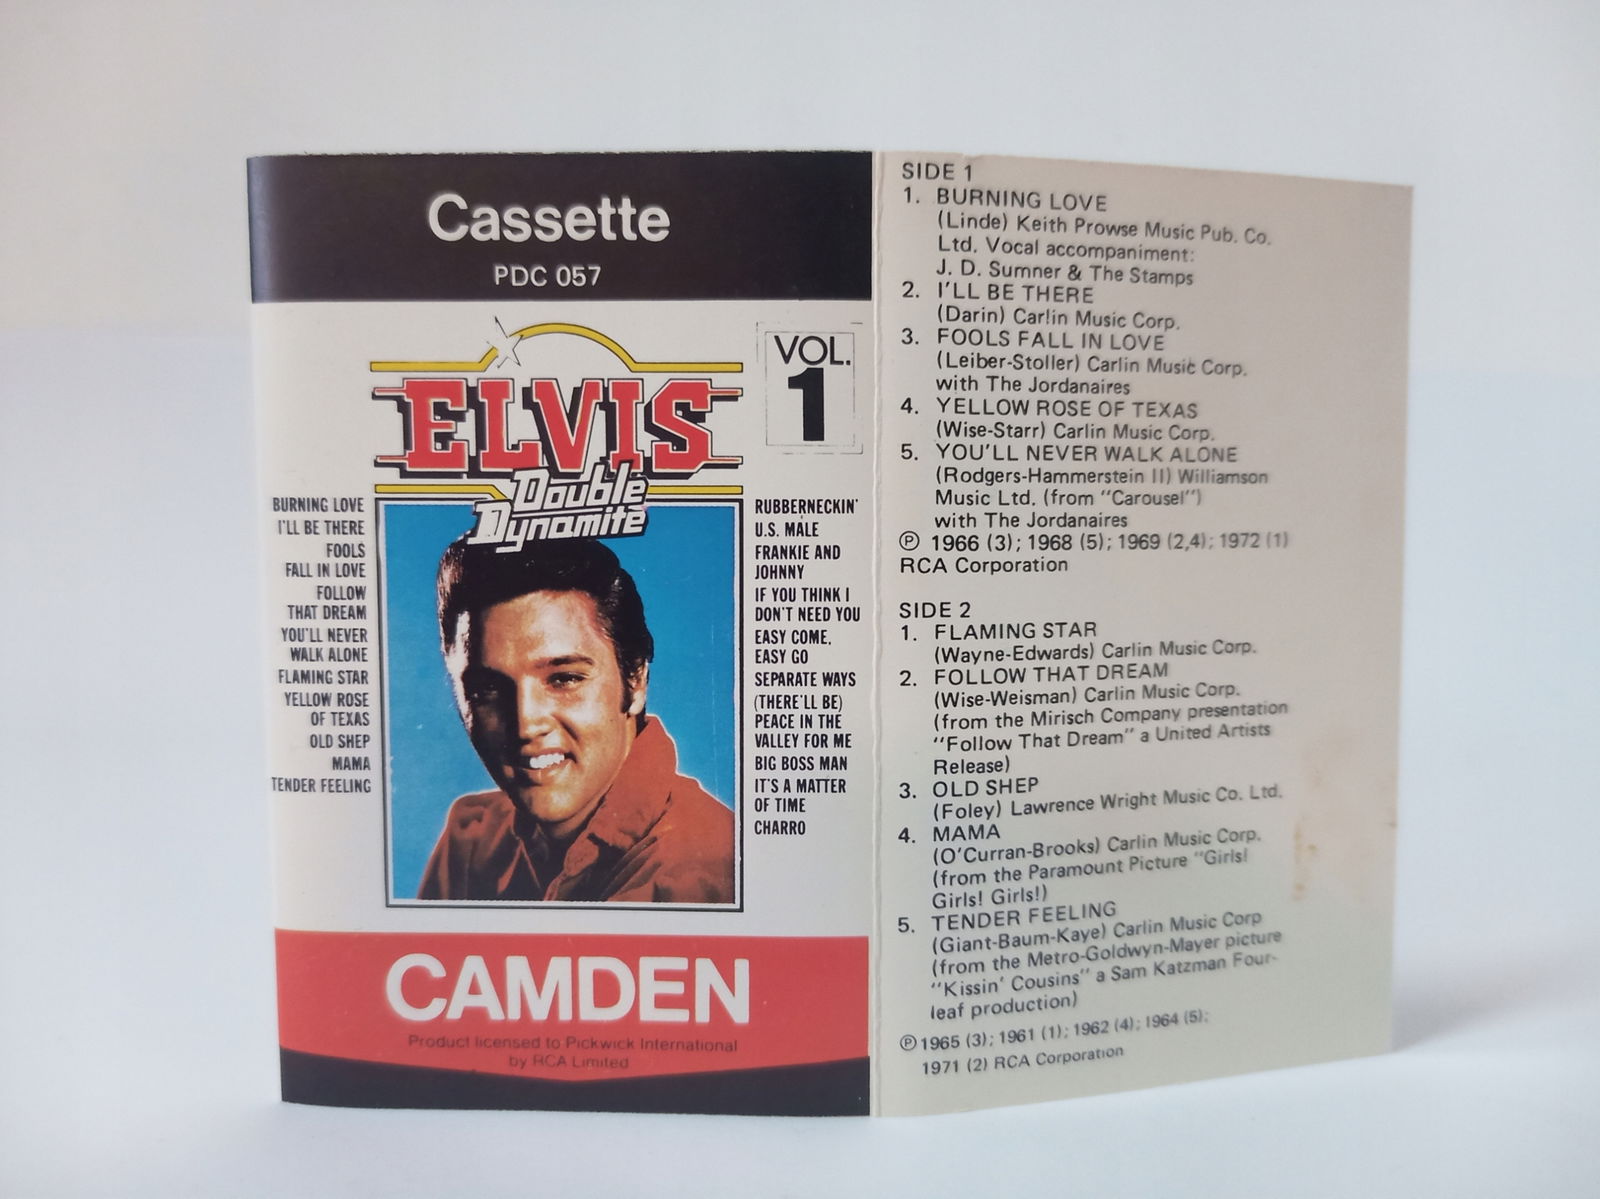 Cassette
PDC 057
VOL.
1
ELVIS
Double
Dynamite
BURNING LOVE
I'LL BE THERE
FOOLS
FALL IN LOVE
FOLLOW
THAT DREAM
YOU'LL NEVER
WALK ALONE
FLAMING STAR
YELLOW ROSE
OF TEXAS
OLD SHEP
MAMA
TENDER FEELING
RUBBERNECKIN'
U.S. MALE
FRANKIE AND
JOHNNY
IF YOU THINK I
DON'T NEED YOU
EASY COME,
EASY GO
SEPARATE WAYS
(THERE'LL BE)
PEACE IN THE
VALLEY FOR ME
BIG BOSS MAN
IT'S A MATTER
OF TIME
CHARRO
CAMDEN
Product licensed to Pickwick International
by RCA Limited
SIDE 1
1. BURNING LOVE
(Linde) Keith Prowse Music Pub. Co.
Ltd. Vocal accompaniment:
J. D. Sumner & The Stamps
2. I'LL BE THERE
(Darin) Carlin Music Corp.
3. FOOLS FALL IN LOVE
(Leiber-Stoller) Carlin Music Corp.
with The Jordanaires
4. YELLOW ROSE OF TEXAS
(Wise-Starr) Carlin Music Corp.
5. YOU'LL NEVER WALK ALONE
(Rodgers-Hammerstein II) Williamson
Music Ltd. (from "Carousel")
with The Jordanaires
℗ 1966 (3); 1968 (5); 1969 (2,4); 1972 (1)
RCA Corporation
SIDE 2
1. FLAMING STAR
(Wayne-Edwards) Carlin Music Corp.
2. FOLLOW THAT DREAM
(Wise-Weisman) Carlin Music Corp.
(from the Mirisch Company presentation
"Follow That Dream" a United Artists
Release)
3. OLD SHEP
(Foley) Lawrence Wright Music Co. Ltd.
4. MAMA
(O'Curran-Brooks) Carlin Music Corp.
(from the Paramount Picture "Girls!
Girls! Girls!)
5. TENDER FEELING
(Giant-Baum-Kaye) Carlin Music Corp
(from the Metro-Goldwyn-Mayer picture
"Kissin' Cousins" a Sam Katzman Four-
leaf production)
℗ 1965 (3); 1961 (1); 1962 (4); 1964 (5);
1971 (2) RCA Corporation